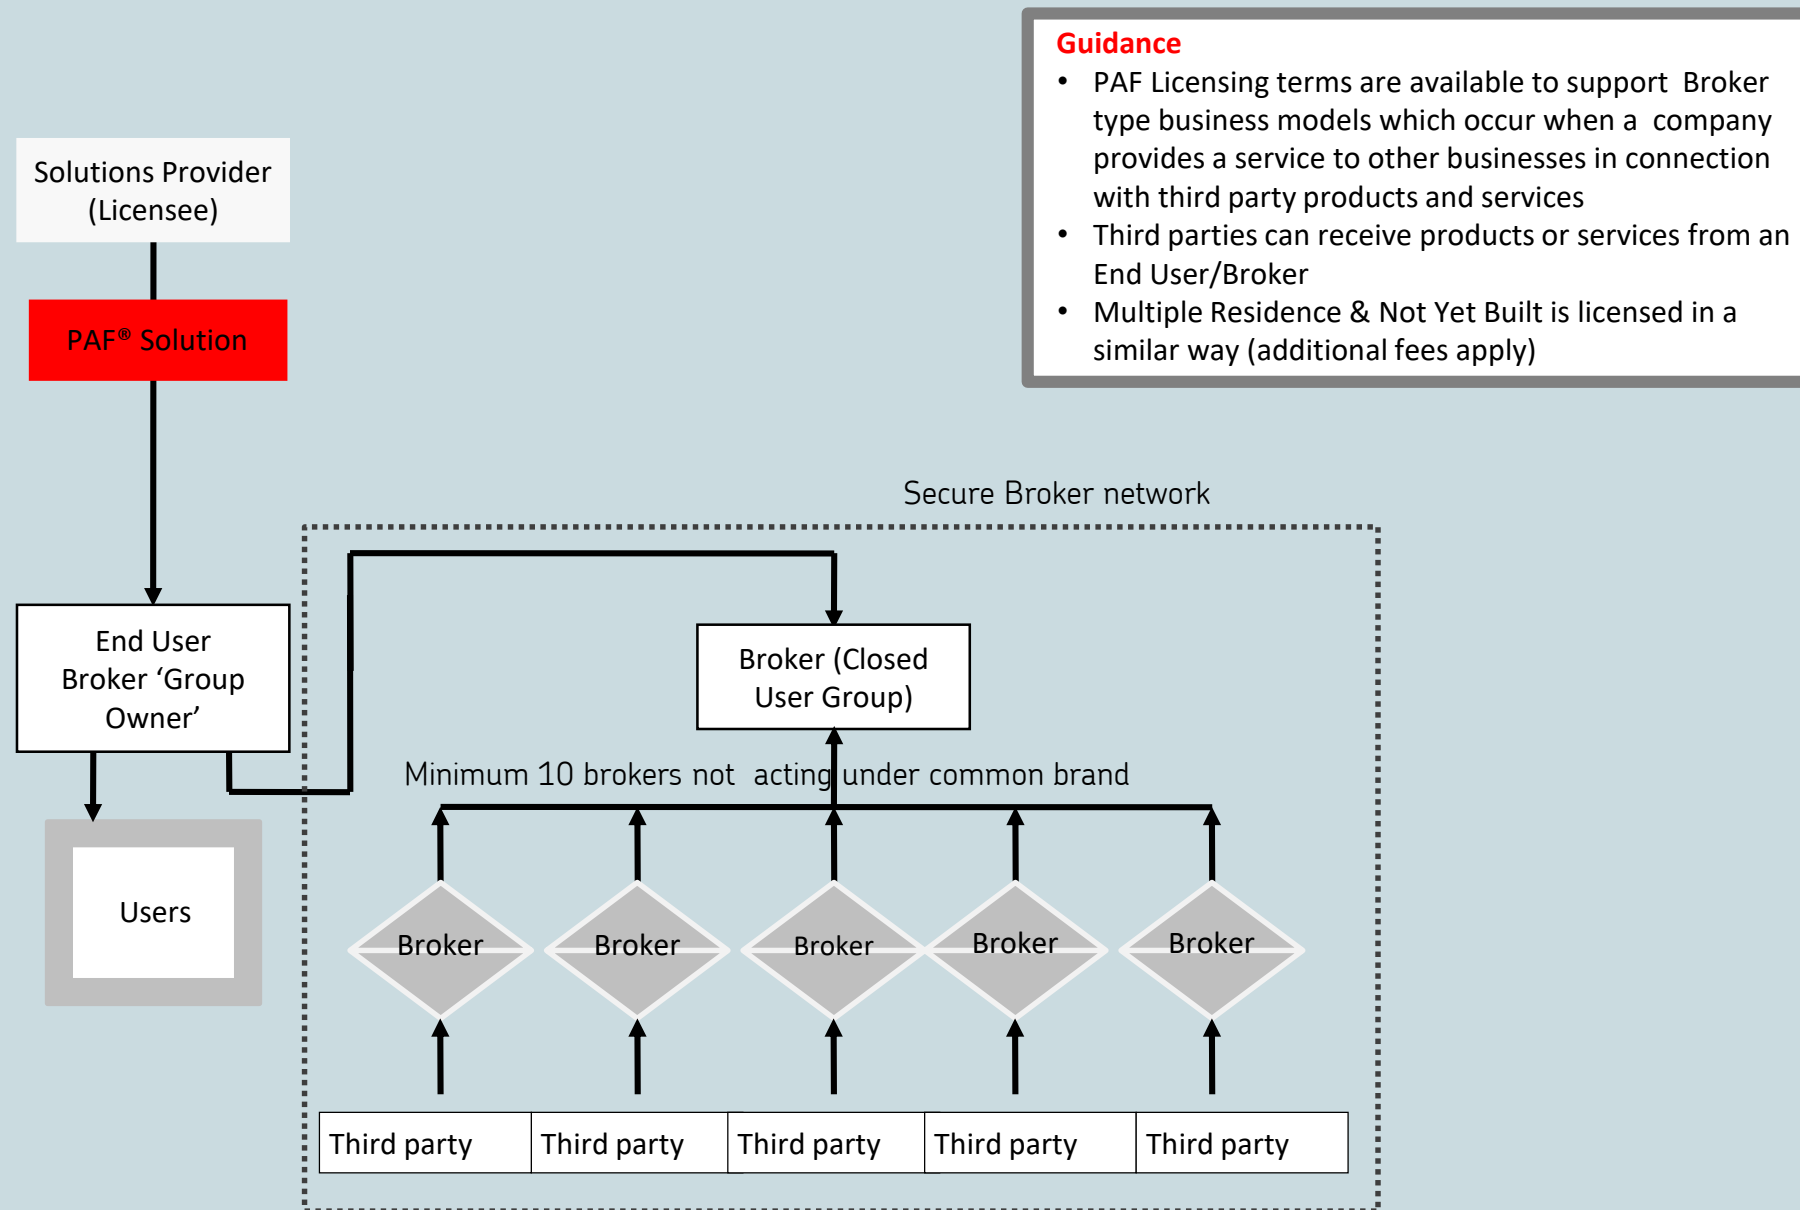 Guidance
• PAF Licensing terms are available to support Broker
type business models which occur when a company
provides a service to other businesses in connection
with third party products and services
• Third parties can receive products or services from an
End User/Broker
• Multiple Residence & Not Yet Built is licensed in a
similar way (additional fees apply)
Solutions Provider
(Licensee)
PAF® Solution
Secure Broker network
End User
Broker ‘Group
Owner’
Broker (Closed
User Group)
Minimum 10 brokers not acting under common brand
Users
Broker
Broker
Broker
Broker
Broker
Third party
Third party
Third party
Third party
Third party